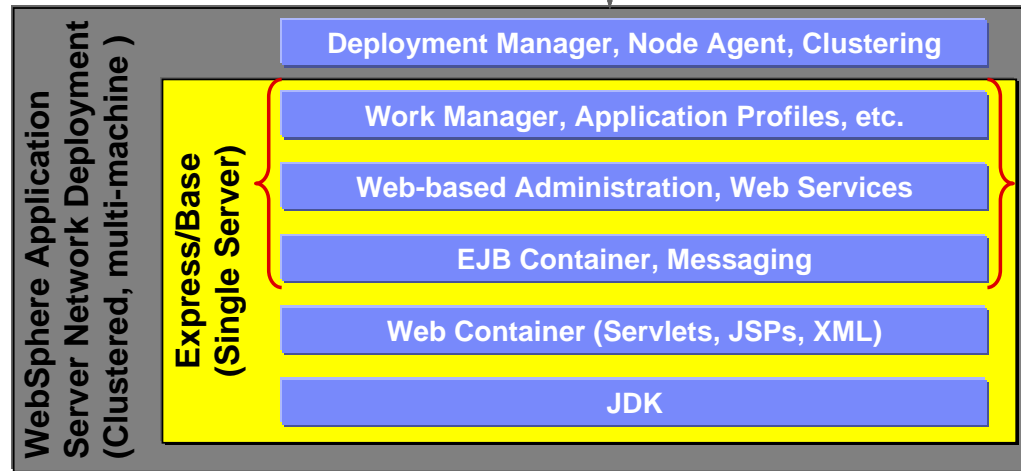 WebSphere Application
Server Network Deployment
(Clustered, multi-machine )
Express/Base
(Single Server)
Deployment Manager, Node Agent, Clustering
Work Manager, Application Profiles, etc.
Web-based Administration, Web Services
EJB Container, Messaging
Web Container (Servlets, JSPs, XML)
JDK